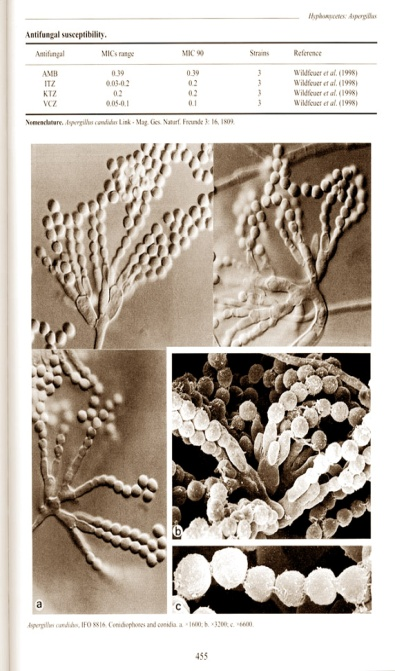 Hyphomycetes: Aspergillus
Antifungal susceptibility.
Antifungal MICs range MIC 90 Strains Reference
AMB 0.39 0.39 3 Wildfeuer et al. (1998)
ITZ 0.03-0.2 0.2 3 Wildfeuer et al. (1998)
KTZ 0.2 0.2 3 Wildfeuer et al. (1998)
VCZ 0.05-0.1 0.1 3 Wildfeuer et al. (1998)
Nomenclature. Aspergillus candidus Link - Mag. Ges. Naturf. Freunde 3: 16, 1809.
b
a
c
Aspergillus candidus, IFO 8816. Conidiophores and conidia. a. ×1600; b. ×3200; c. ×6600.
455